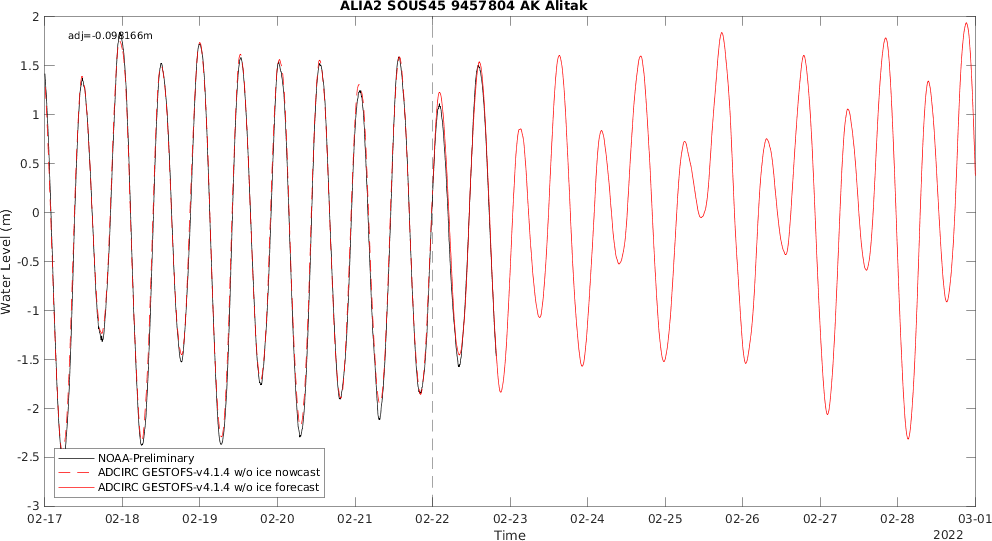 ALIA2 SOUS45 9457804 AK Alitak
adj=-0.098166m
2
1.5
1
0.5
0
-0.5
-1
-1.5
-2
-2.5
-3
Water Level (m)
NOAA-Preliminary
ADCIRC GESTOFS-v4.1.4 w/o ice nowcast
ADCIRC GESTOFS-v4.1.4 w/o ice forecast
02-17 02-18 02-19 02-20 02-21 02-22 02-23 02-24 02-25 02-26 02-27 02-28 03-01
Time
2022